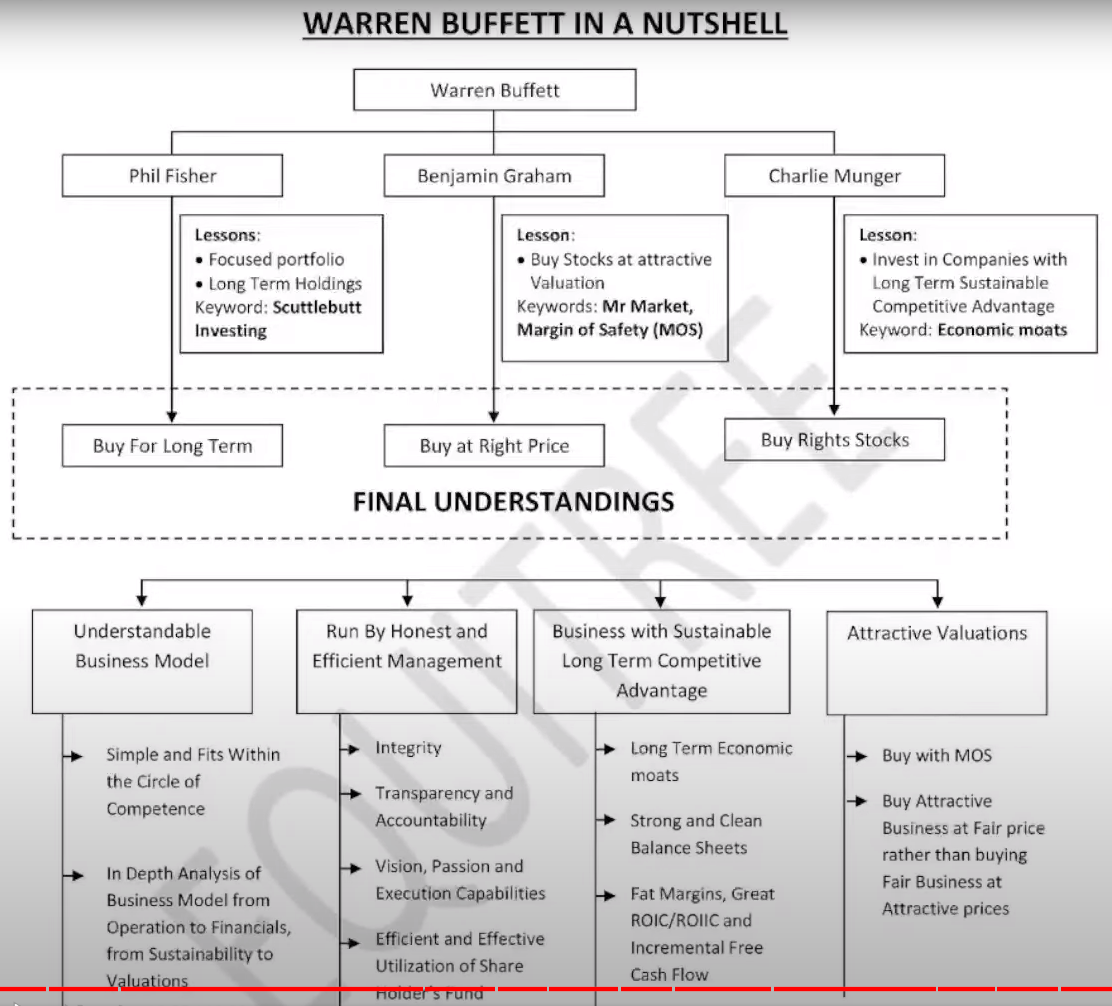 WARREN BUFFETT IN A NUTSHELL
Warren Buffett
Phil Fisher
Benjamin Graham
Charlie Munger
Lessons:
• Focused portfolio
• Long Term Holdings
Keyword: Scuttlebutt
Investing
Lesson:
• Buy Stocks at attractive
Valuation
Keywords: Mr Market,
Margin of Safety (MOS)
Lesson:
• Invest in Companies with
Long Term Sustainable
Competitive Advantage
Keyword: Economic moats
Buy For Long Term
Buy at Right Price
Buy Rights Stocks
FINAL UNDERSTANDINGS
Understandable
Business Model
Simple and Fits Within
the Circle of
Competence
In Depth Analysis of
Business Model from
Operation to Financials,
from Sustainability to
Valuations
Run By Honest and
Efficient Management
Integrity
Transparency and
Accountability
Vision, Passion and
Execution Capabilities
Efficient and Effective
Utilization of Share
Holder's Fund
Business with Sustainable
Long Term Competitive
Advantage
Long Term Economic
moats
Strong and Clean
Balance Sheets
Fat Margins, Great
ROIC/ROIIC and
Incremental Free
Cash Flow
Attractive Valuations
Buy with MOS
Buy Attractive
Business at Fair price
rather than buying
Fair Business at
Attractive prices
EQUITREE